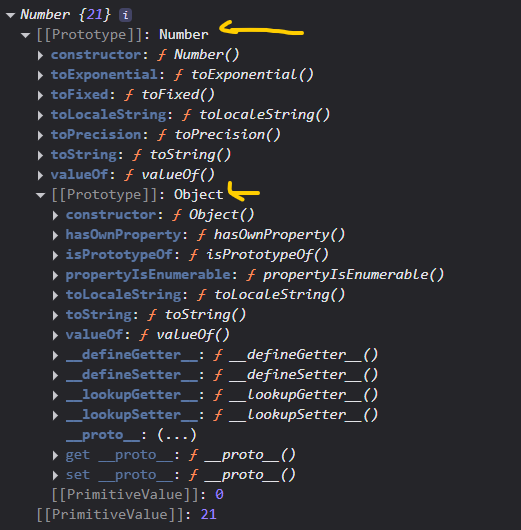 ▼ Number {21} i
▼ [[Prototype]]: Number
▶ constructor: ƒ Number()
▶ toExponential: ƒ toExponential()
▶ toFixed: ƒ toFixed()
▶ toLocaleString: ƒ toLocaleString()
▶ toPrecision: ƒ toPrecision()
▶ toString: ƒ toString()
▶ valueOf: ƒ valueOf()
▼ [[Prototype]]: Object
▶ constructor: ƒ Object()
▶ hasOwnProperty: ƒ hasOwnProperty()
▶ isPrototypeOf: ƒ isPrototypeOf()
▶ propertyIsEnumerable: ƒ propertyIsEnumerable()
▶ toLocaleString: ƒ toLocaleString()
▶ toString: ƒ toString()
▶ valueOf: ƒ valueOf()
▶ __defineGetter__: ƒ __defineGetter__()
▶ __defineSetter__: ƒ __defineSetter__()
▶ __lookupGetter__: ƒ __lookupGetter__()
▶ __lookupSetter__: ƒ __lookupSetter__()
__proto__: (...)
▶ get __proto__: ƒ __proto__()
▶ set __proto__: ƒ __proto__()
[[PrimitiveValue]]: 0
[[PrimitiveValue]]: 21